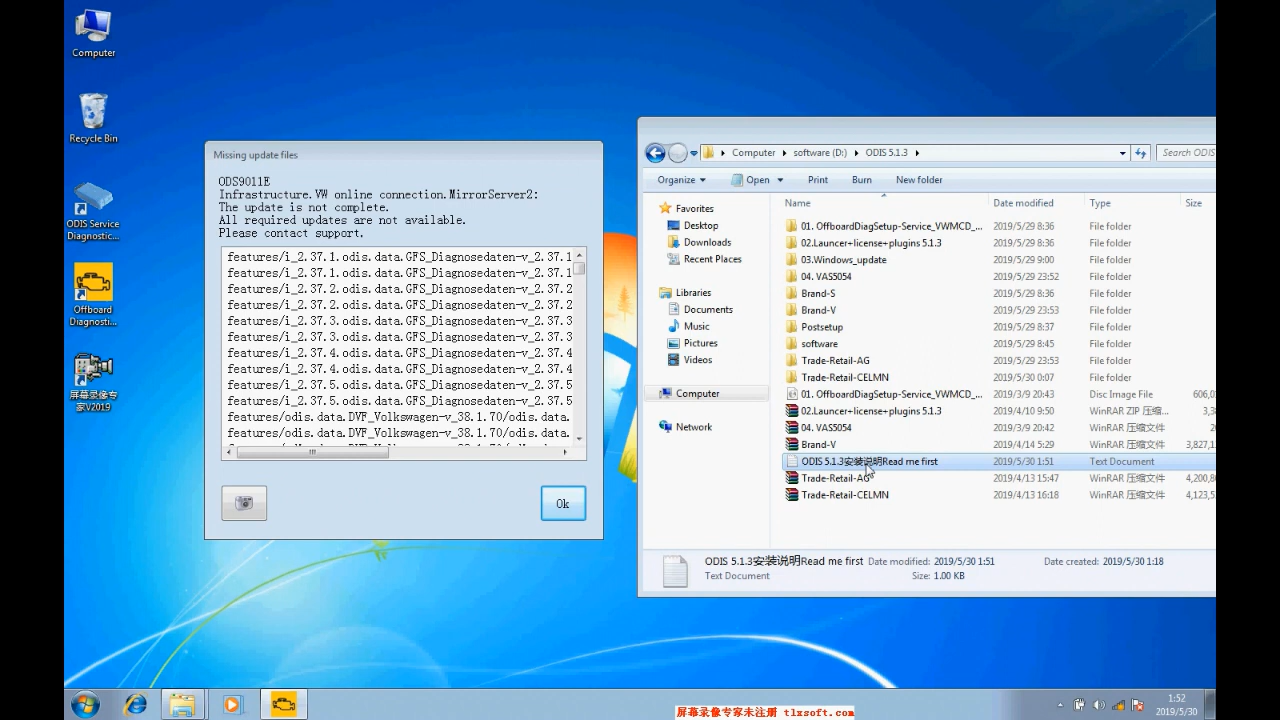 Computer
Recycle Bin
ODIS Service
Diagnostic...
Offboard
Diagnosti...
屏幕录像专
家V2019
Missing update files
ODS9011E
Infrastructure.VW online connection.MirrorServer2:
The update is not complete.
All required updates are not available.
Please contact support.
features/i_2.37.1.odis.data.GFS_Diagnosedaten-v_2.37.1
features/i_2.37.1.odis.data.GFS_Diagnosedaten-v_2.37.1
features/i_2.37.2.odis.data.GFS_Diagnosedaten-v_2.37.2
features/i_2.37.2.odis.data.GFS_Diagnosedaten-v_2.37.2
features/i_2.37.3.odis.data.GFS_Diagnosedaten-v_2.37.3
features/i_2.37.3.odis.data.GFS_Diagnosedaten-v_2.37.3
features/i_2.37.4.odis.data.GFS_Diagnosedaten-v_2.37.4
features/i_2.37.4.odis.data.GFS_Diagnosedaten-v_2.37.4
features/i_2.37.5.odis.data.GFS_Diagnosedaten-v_2.37.5
features/i_2.37.5.odis.data.GFS_Diagnosedaten-v_2.37.5
features/odis.data.DVF_Volkswagen-v_38.1.70/odis.data.
features/odis.data.DVF_Volkswagen-v_38.1.70/odis.data.
Ok
Computer software (D:) ODIS 5.1.3 Search ODIS
Organize Open Print Burn New folder
Favorites
Desktop
Downloads
Recent Places
Libraries
Documents
Music
Pictures
Videos
Computer
Network
Name Date modified Type Size
01. OffboardDiagSetup-Service_VWMCD_... 2019/5/29 8:36 File folder
02.Launcer+license+plugins 5.1.3 2019/5/29 8:36 File folder
03.Windows_update 2019/5/29 9:00 File folder
04. VAS5054 2019/5/29 23:52 File folder
Brand-S 2019/5/29 8:36 File folder
Brand-V 2019/5/29 23:53 File folder
Postsetup 2019/5/29 8:37 File folder
software 2019/5/29 8:45 File folder
Trade-Retail-AG 2019/5/29 23:53 File folder
Trade-Retail-CELMN 2019/5/30 0:07 File folder
01. OffboardDiagSetup-Service_VWMCD_... 2019/3/9 20:43 Disc Image File 606,0
02.Launcer+license+plugins 5.1.3 2019/4/10 9:50 WinRAR ZIP 压缩... 3,3
04. VAS5054 2019/3/9 20:42 WinRAR 压缩文件 20
Brand-V 2019/4/14 5:29 WinRAR 压缩文件 3,827,1
ODIS 5.1.3安装说明Read me first 2019/5/30 1:51 Text Document
Trade-Retail-AG 2019/4/13 15:47 WinRAR 压缩文件 4,200,8
Trade-Retail-CELMN 2019/4/13 16:18 WinRAR 压缩文件 4,123,5
ODIS 5.1.3安装说明Read me first Date modified: 2019/5/30 1:51 Date created: 2019/5/30 1:18
Text Document Size: 1.00 KB
1:52
2019/5/30
屏幕录像专家未注册 tlxsoft.com